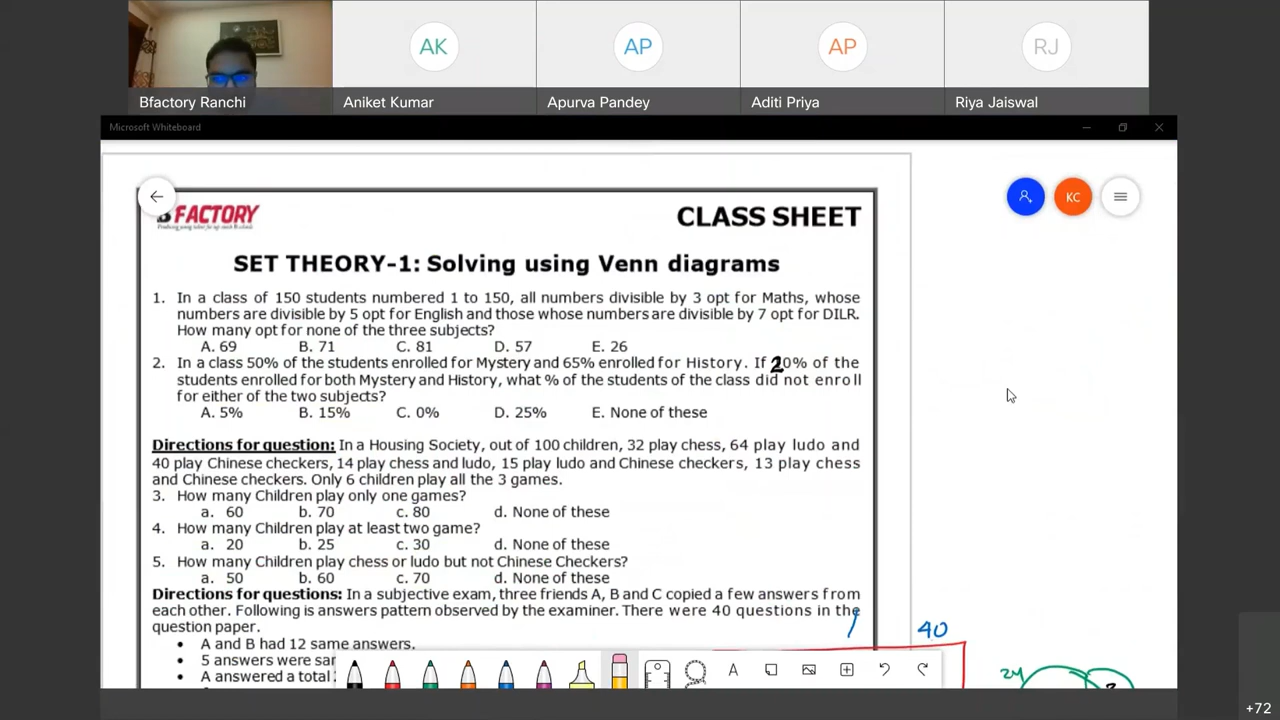 AK
AP
AP
RJ
Bfactory Ranchi
Aniket Kumar
Apurva Pandey
Aditi Priya
Riya Jaiswal
Microsoft Whiteboard
KC
FACTORY
CLASS SHEET
SET THEORY-1: Solving using Venn diagrams
1. In a class of 150 students numbered 1 to 150, all numbers divisible by 3 opt for Maths, whose
numbers are divisible by 5 opt for English and those whose numbers are divisible by 7 opt for DILR.
How many opt for none of the three subjects?
A. 69 B. 71 C. 81 D. 57 E. 26
2. In a class 50% of the students enrolled for Mystery and 65% enrolled for History. If 20% of the
students enrolled for both Mystery and History, what % of the students of the class did not enroll
for either of the two subjects?
A. 5% B. 15% C. 0% D. 25% E. None of these
Directions for question: In a Housing Society, out of 100 children, 32 play chess, 64 play ludo and
40 play Chinese checkers, 14 play chess and ludo, 15 play ludo and Chinese checkers, 13 play chess
and Chinese checkers. Only 6 children play all the 3 games.
3. How many Children play only one games?
a. 60 b. 70 c. 80 d. None of these
4. How many Children play at least two game?
a. 20 b. 25 c. 30 d. None of these
5. How many Children play chess or ludo but not Chinese Checkers?
a. 50 b. 60 c. 70 d. None of these
Directions for questions: In a subjective exam, three friends A, B and C copied a few answers from
each other. Following is answers pattern observed by the examiner. There were 40 questions in the
question paper.
40
• A and B had 12 same answers.
• 5 answers were
• A answered a total
A
24
+72